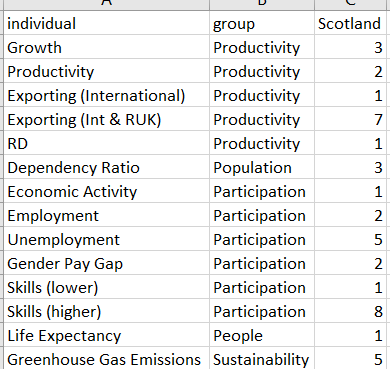 A B C
individual group Scotland
Growth Productivity 3
Productivity Productivity 2
Exporting (International) Productivity 1
Exporting (Int & RUK) Productivity 7
RD Productivity 1
Dependency Ratio Population 3
Economic Activity Participation 1
Employment Participation 2
Unemployment Participation 5
Gender Pay Gap Participation 2
Skills (lower) Participation 1
Skills (higher) Participation 8
Life Expectancy People 1
Greenhouse Gas Emissions Sustainability 5